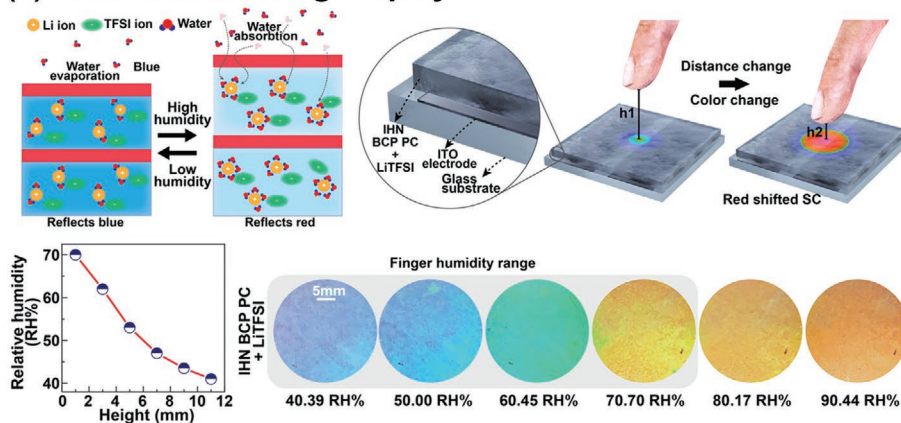 Li ion TFSI ion Water
Water evaporation
Blue
Water absorbtion
High humidity
Low humidity
Reflects blue
Reflects red
IHN
BCP PC
+
LiTFSI
ITO
electrode
Glass
substrate
h1
Distance change
Color change
h2
Red shifted SC
Relative humidity
(RH%)
70
60
50
40
0 2 4 6 8 10 12
Height (mm)
Finger humidity range
IHN BCP PC
+ LiTFSI
5mm
40.39 RH% 50.00 RH% 60.45 RH% 70.70 RH% 80.17 RH% 90.44 RH%